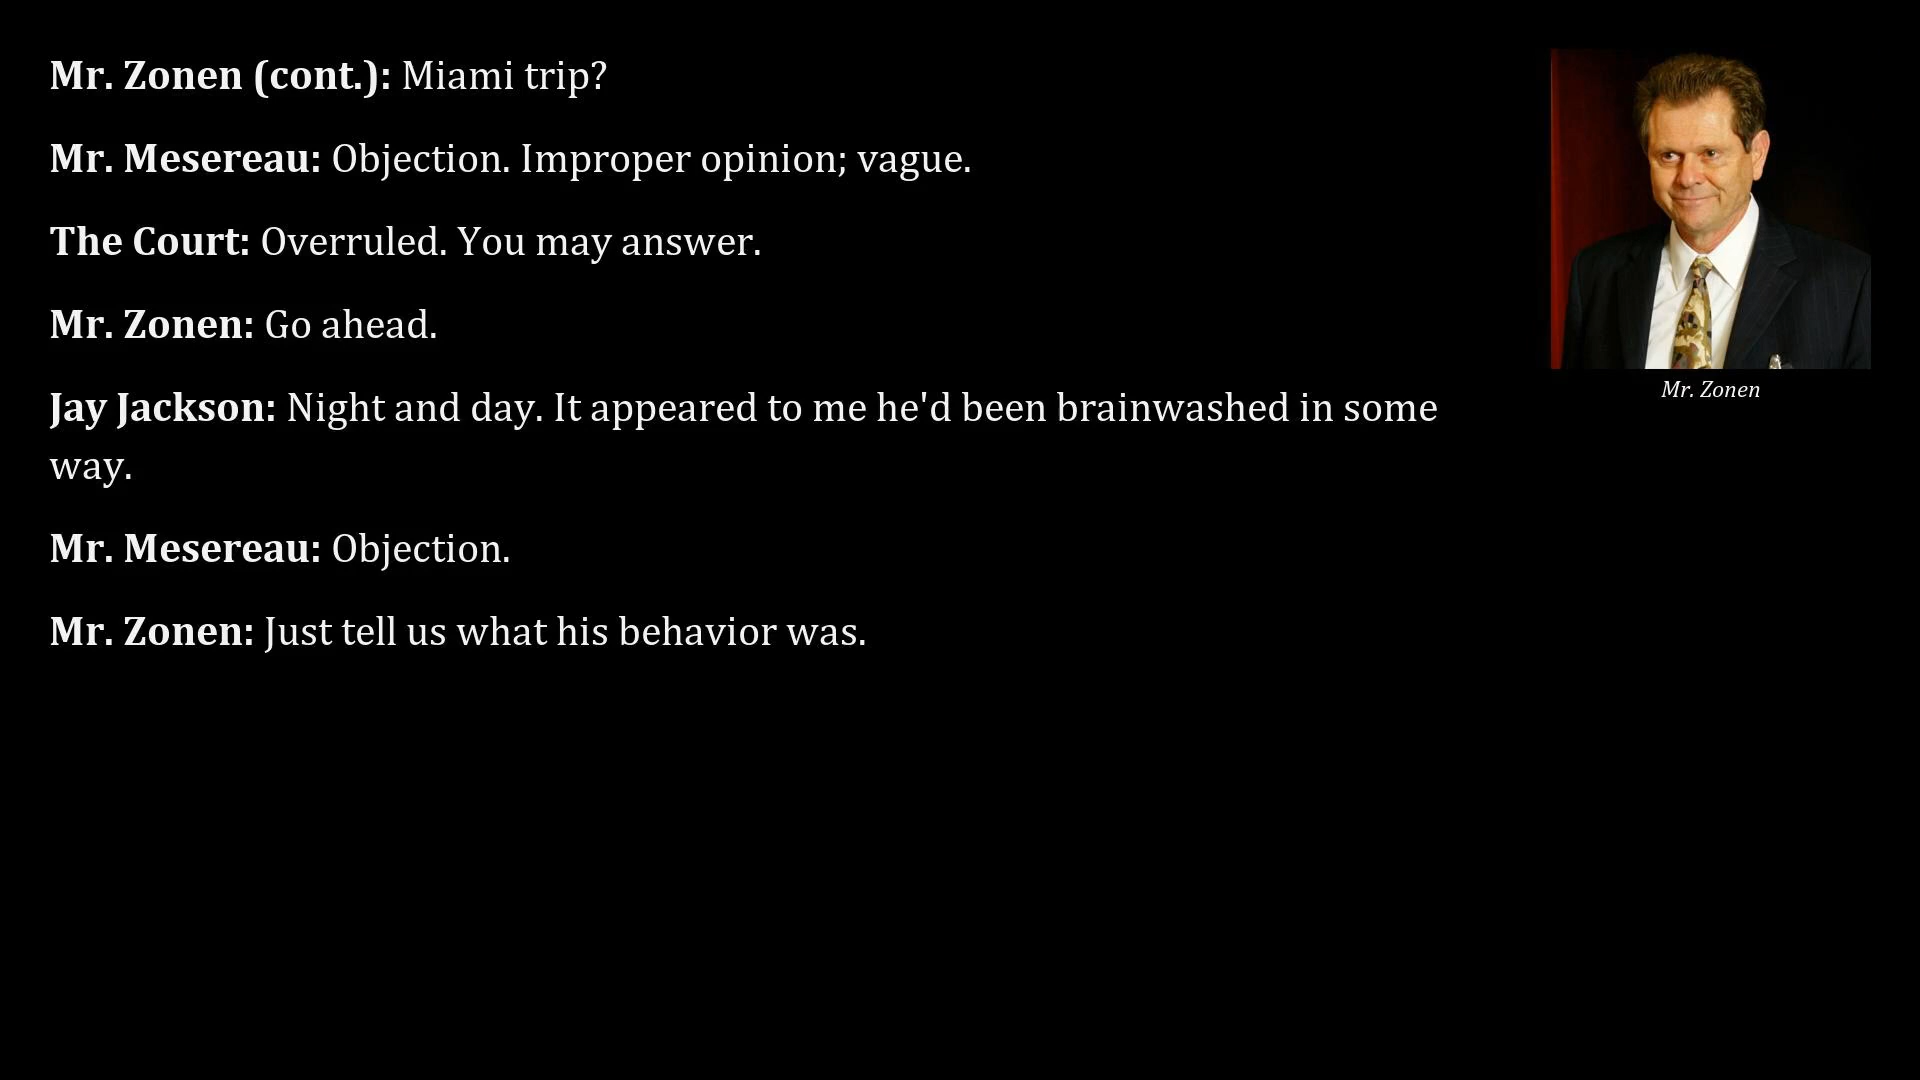 Mr. Zonen (cont.): Miami trip?
Mr. Mesereau: Objection. Improper opinion; vague.
The Court: Overruled. You may answer.
Mr. Zonen: Go ahead.
Jay Jackson: Night and day. It appeared to me he'd been brainwashed in some
way.
Mr. Mesereau: Objection.
Mr. Zonen: Just tell us what his behavior was.
Mr. Zonen